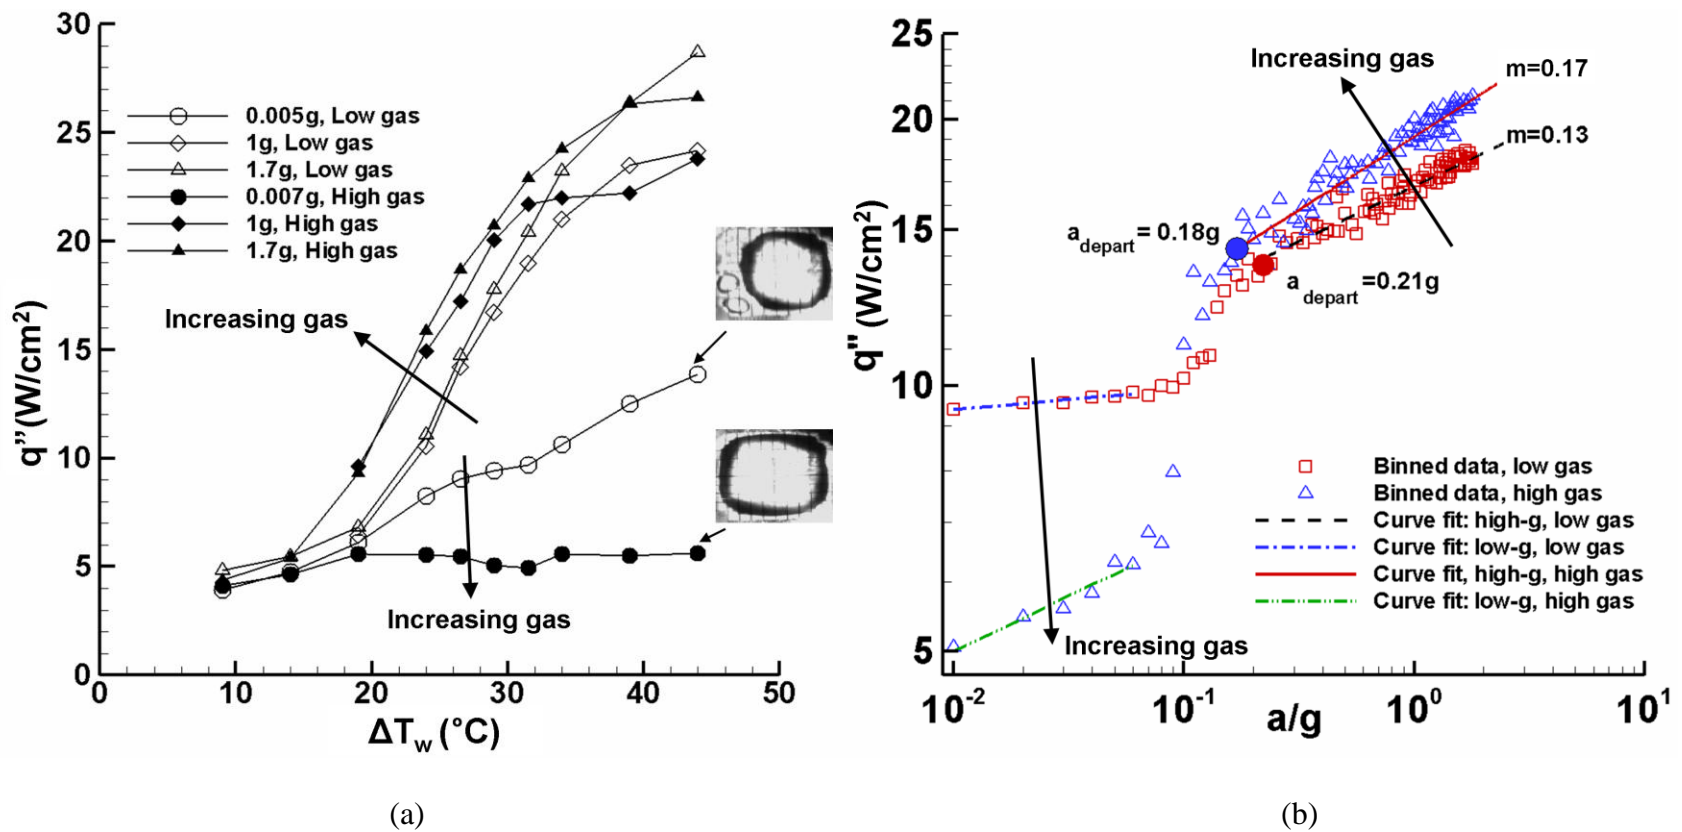 30
25
20
15
10
5
0
0
10
20
30
40
50
q”(W/cm2)
ΔTw (°C)
0.005g, Low gas
1g, Low gas
1.7g, Low gas
0.007g, High gas
1g, High gas
1.7g, High gas
Increasing gas
Increasing gas
(a)
25
20
15
10
5
10-2
10-1
100
101
q" (W/cm2)
a/g
Increasing gas
m=0.17
m=0.13
adepart = 0.18g
adepart =0.21g
Binned data, low gas
Binned data, high gas
Curve fit: high-g, low gas
Curve fit: low-g, low gas
Curve fit, high-g, high gas
Curve fit: low-g, high gas
Increasing gas
(b)